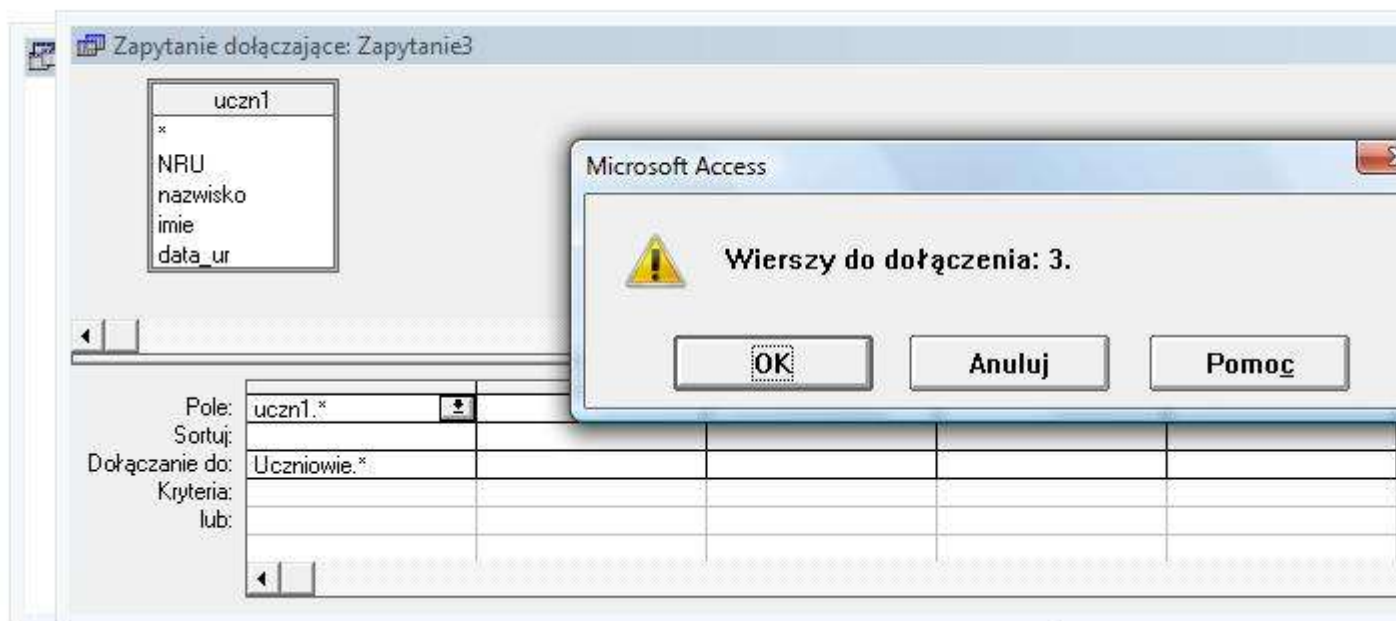 Zapytanie dołączające: Zapytanie3
uczn1
*
NRU
nazwisko
imie
data_ur
Microsoft Access
Wierszy do dołączenia: 3.
OK
Anuluj
Pomoc
Pole: uczn1.*
Sortuj:
Dołączanie do: Uczniowie.*
Kryteria:
lub: